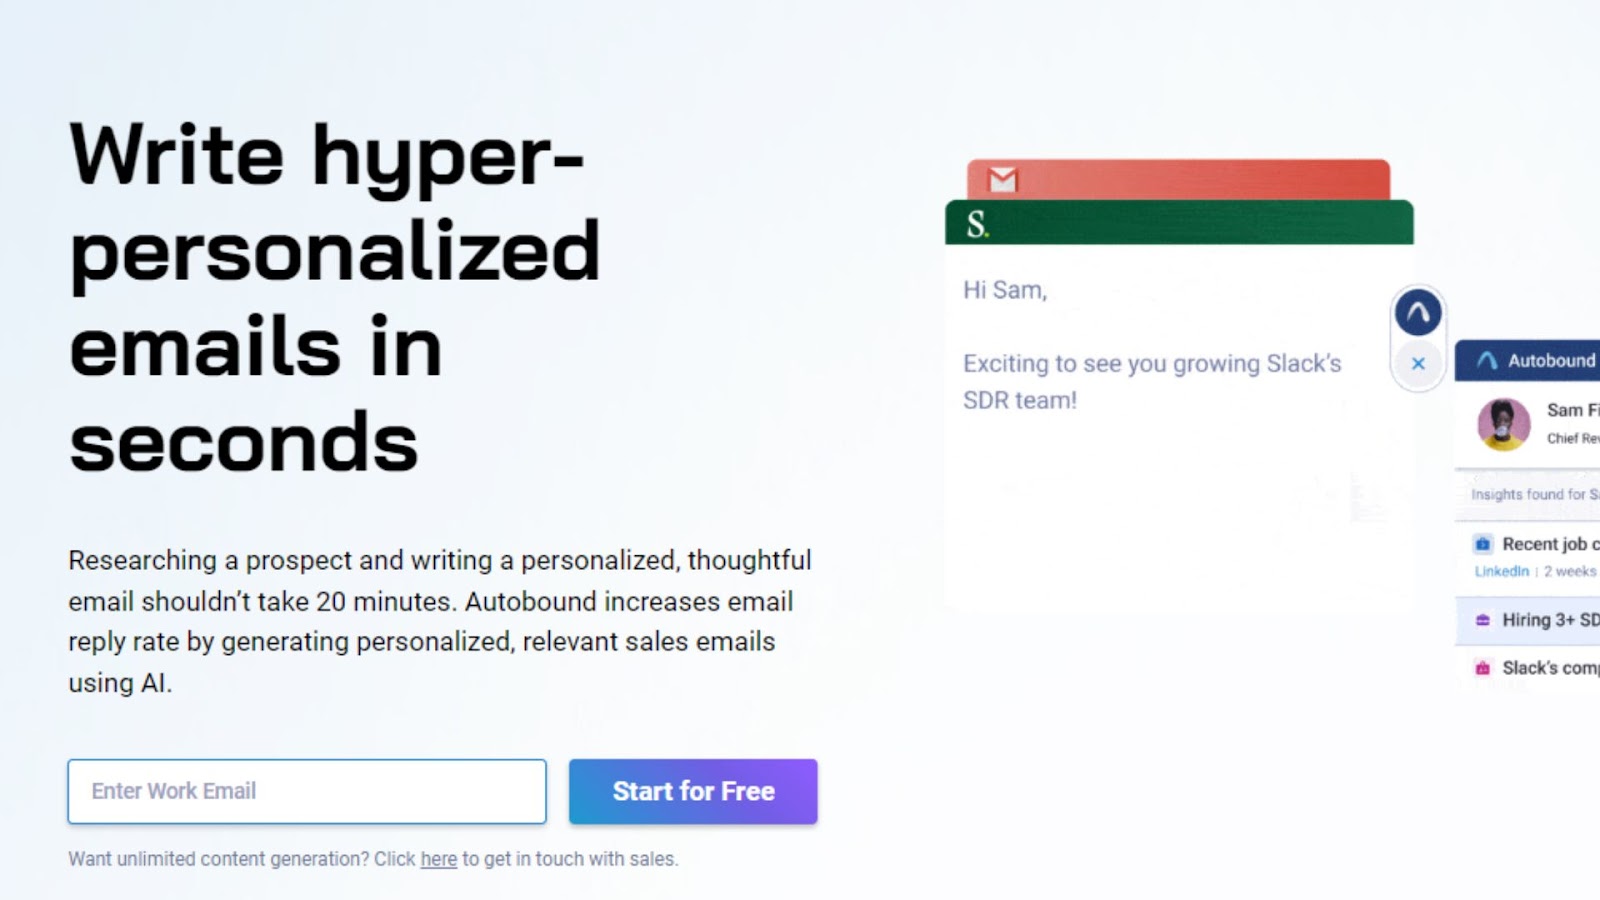 Write hyper-
personalized
emails in
seconds
Researching a prospect and writing a personalized, thoughtful
email shouldn’t take 20 minutes. Autobound increases email
reply rate by generating personalized, relevant sales emails
using AI.
Enter Work Email
Start for Free
Want unlimited content generation? Click here to get in touch with sales.
S.
Hi Sam,
Exciting to see you growing Slack’s
SDR team!
Autobound
Sam Fi
Chief Rev
Insights found for Sa
Recent job c
LinkedIn | 2 weeks
Hiring 3+ SD
Slack’s comp